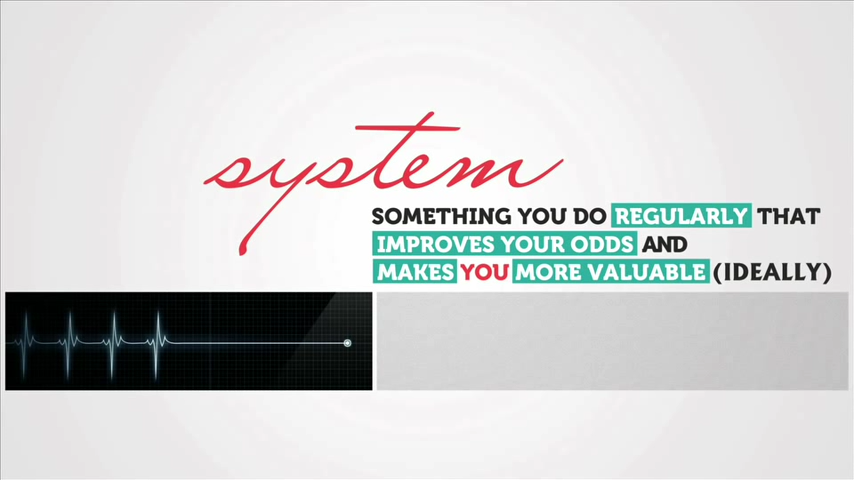 system
SOMETHING YOU DO REGULARLY THAT
IMPROVES YOUR ODDS AND
MAKES YOU MORE VALUABLE (IDEALLY)